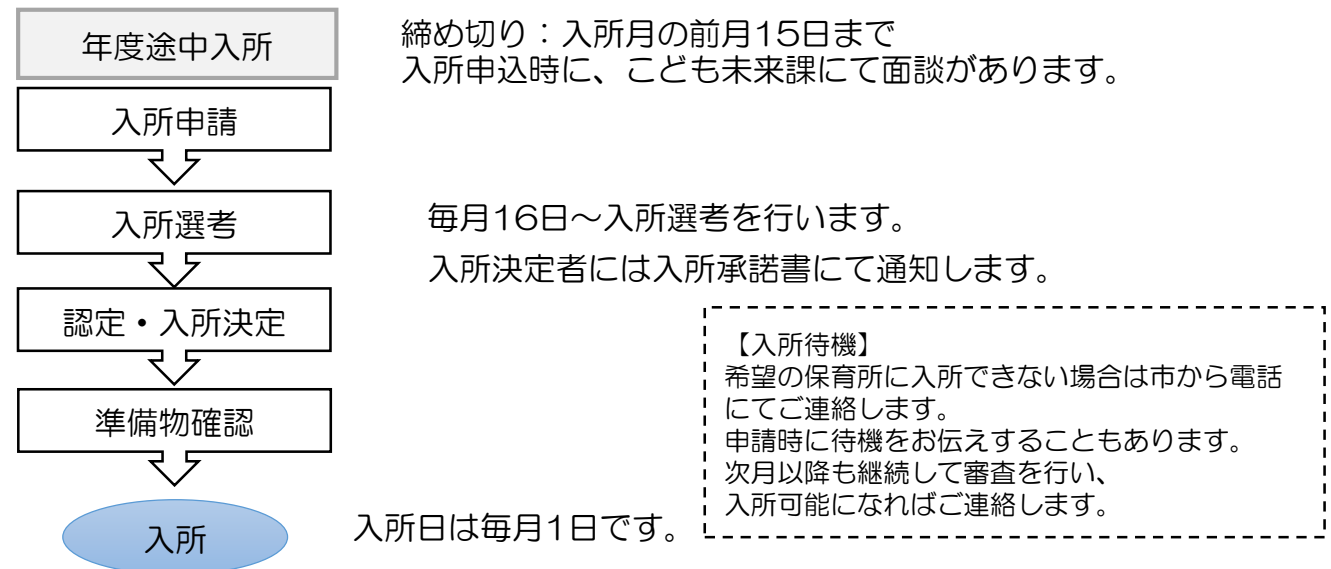 年度途中入所
締め切り：入所月の前月15日まで
入所申込時に、こども未来課にて面談があります。
入所申請
入所選考
毎月16日～入所選考を行います。
入所決定者には入所承諾書にて通知します。
認定・入所決定
【入所待機】
希望の保育所に入所できない場合は市から電話
にてご連絡します。
申請時に待機をお伝えすることもあります。
次月以降も継続して審査を行い、
入所可能になればご連絡します。
準備物確認
入所
入所日は毎月1日です。